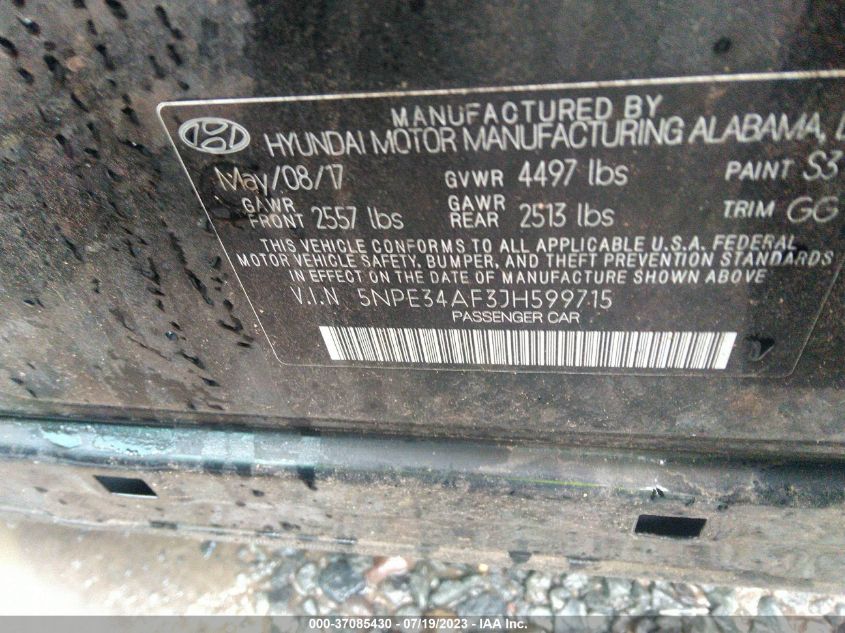 MANUFACTURED BY
HYUNDAI MOTOR MANUFACTURING ALABAMA,
May/08/17 GVWR 4497 lbs PAINT S3
GAWR FRONT 2557 lbs GAWR REAR 2513 lbs TRIM GG
THIS VEHICLE CONFORMS TO ALL APPLICABLE U.S.A. FEDERAL
MOTOR VEHICLE SAFETY, BUMPER, AND THEFT PREVENTION STANDARDS
IN EFFECT ON THE DATE OF MANUFACTURE SHOWN ABOVE
V.I.N 5NPE34AF3JH599715
PASSENGER CAR
000-37085430 - 07/19/2023 - IAA Inc.